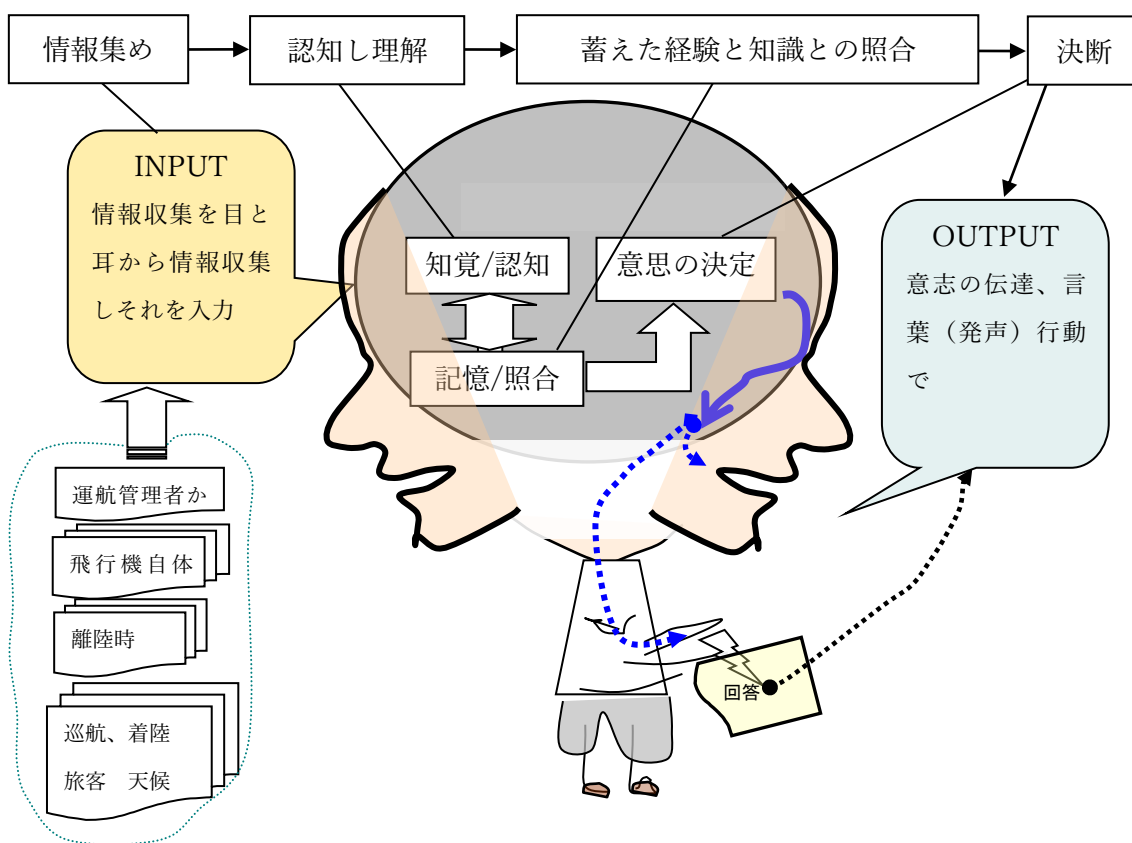 情報集め
認知し理解
蓄えた経験と知識との照合
決断
INPUT
情報収集を目と
耳から情報収集
しそれを入力
知覚/認知
意思の決定
記憶/照合
OUTPUT
意志の伝達、言
葉（発声）行動
で
運航管理者か
飛行機自体
離陸時
巡航、着陸
旅客　天候
回答